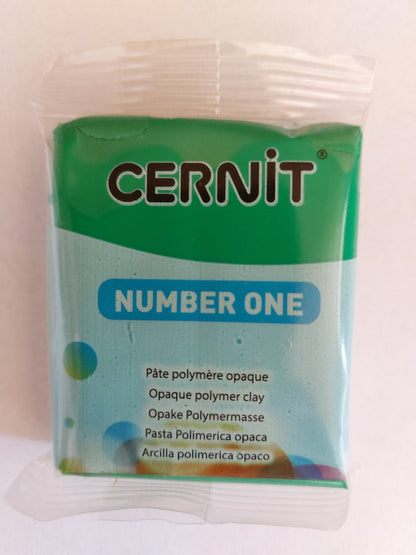 CERNiT®
NUMBER ONE
Pâte polymère opaque
Opaque polymer clay
Opake Polymermasse
Pasta Polimerica opaca
Arcilla polimerica opaco